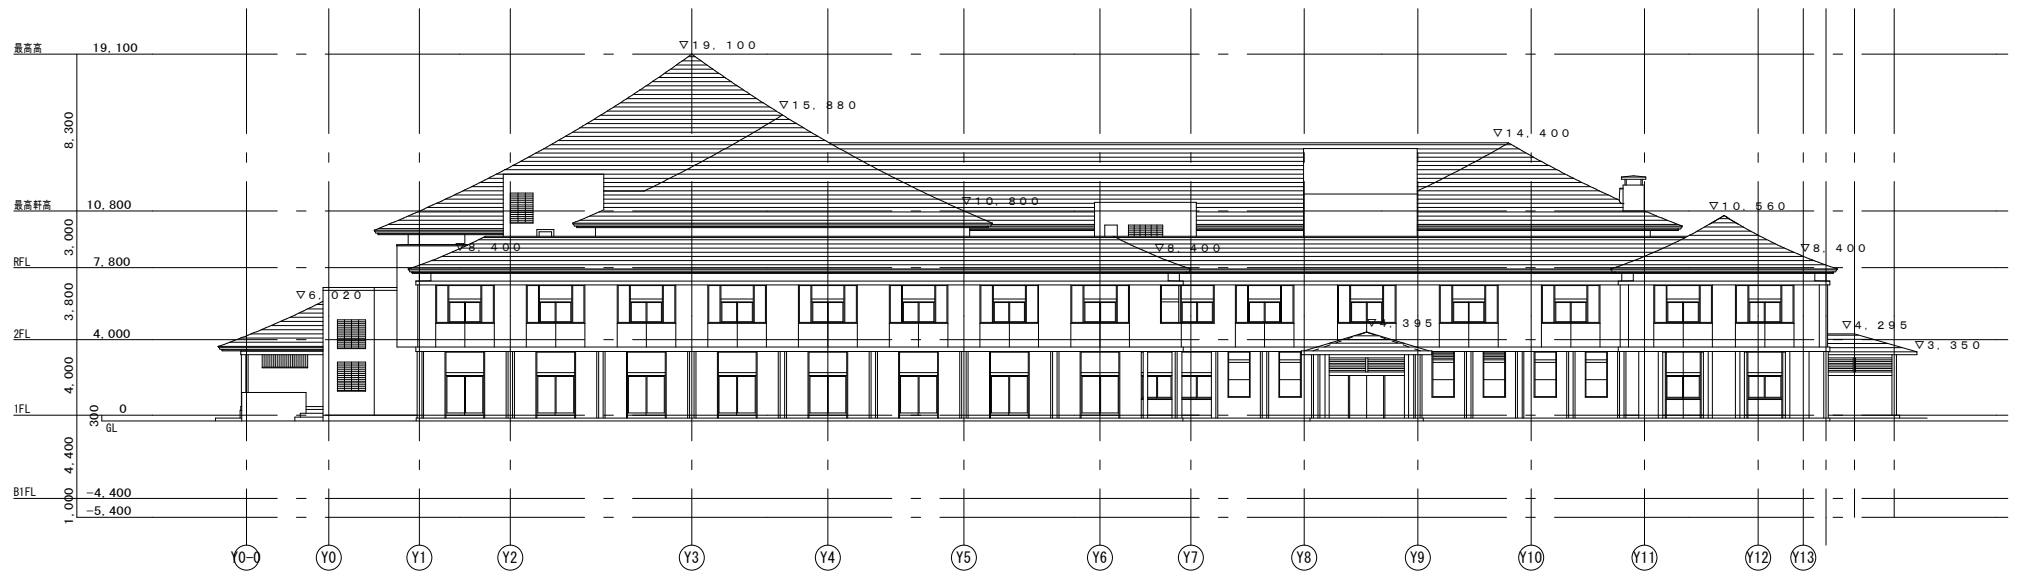 最高高 19,100
▽19,100
▽15,880
8,300
▽14,400
最高軒高 10,800
▽10,800
▽10,560
3,000
▽8,400
▽8,400
▽8,400
RFL 7,800
▽6,020
3,800
▽4,395
▽4,295
2FL 4,000
▽3,350
4,000
1FL 0
300
GL
4,400
B1FL -4,400
1,000
-5,400
Y0-0 Y0 Y1 Y2 Y3 Y4 Y5 Y6 Y7 Y8 Y9 Y10 Y11 Y12 Y13